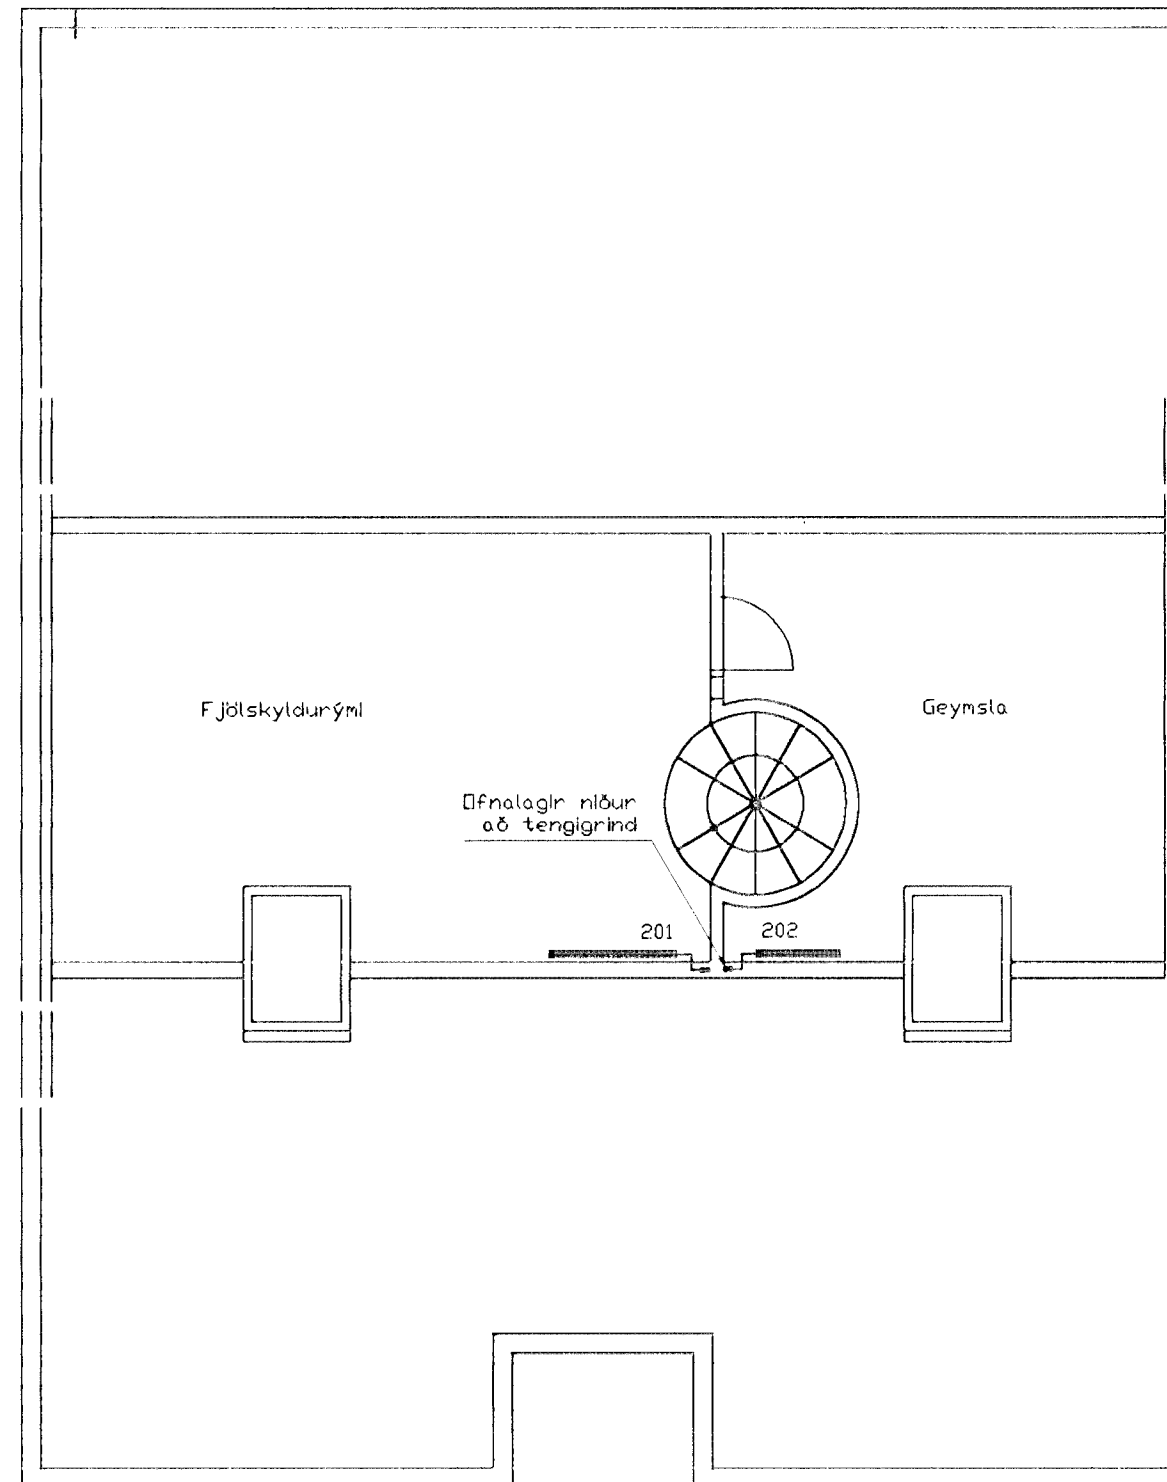 Fjölskyldurými
Geymsla
Ofnalagir niður
að tengigrind
201
202